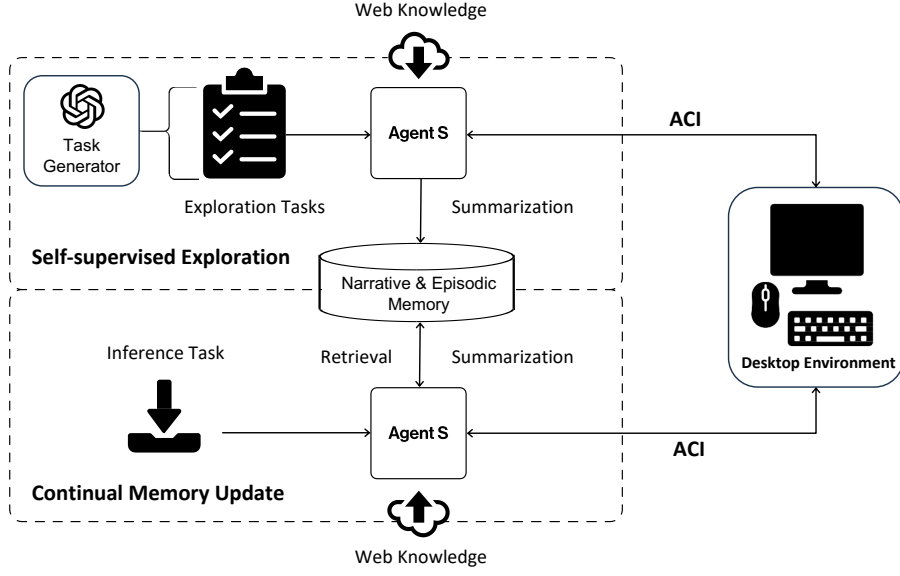 Web Knowledge
ACI
Task
Generator
Agent S
Exploration Tasks
Summarization
Self-supervised Exploration
Narrative & Episodic
Memory
Inference Task
Retrieval
Summarization
Desktop Environment
Agent S
ACI
Continual Memory Update
Web Knowledge